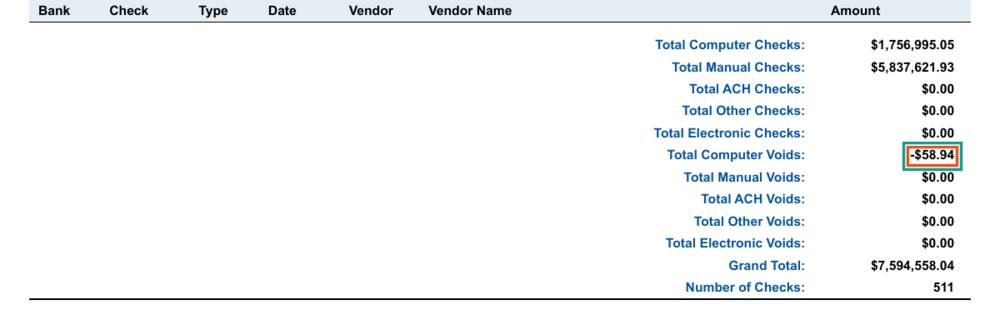 Bank Check Type Date Vendor Vendor Name Amount
Total Computer Checks: $1,756,995.05
Total Manual Checks: $5,837,621.93
Total ACH Checks: $0.00
Total Other Checks: $0.00
Total Electronic Checks: $0.00
Total Computer Voids: -$58.94
Total Manual Voids: $0.00
Total ACH Voids: $0.00
Total Other Voids: $0.00
Total Electronic Voids: $0.00
Grand Total: $7,594,558.04
Number of Checks: 511